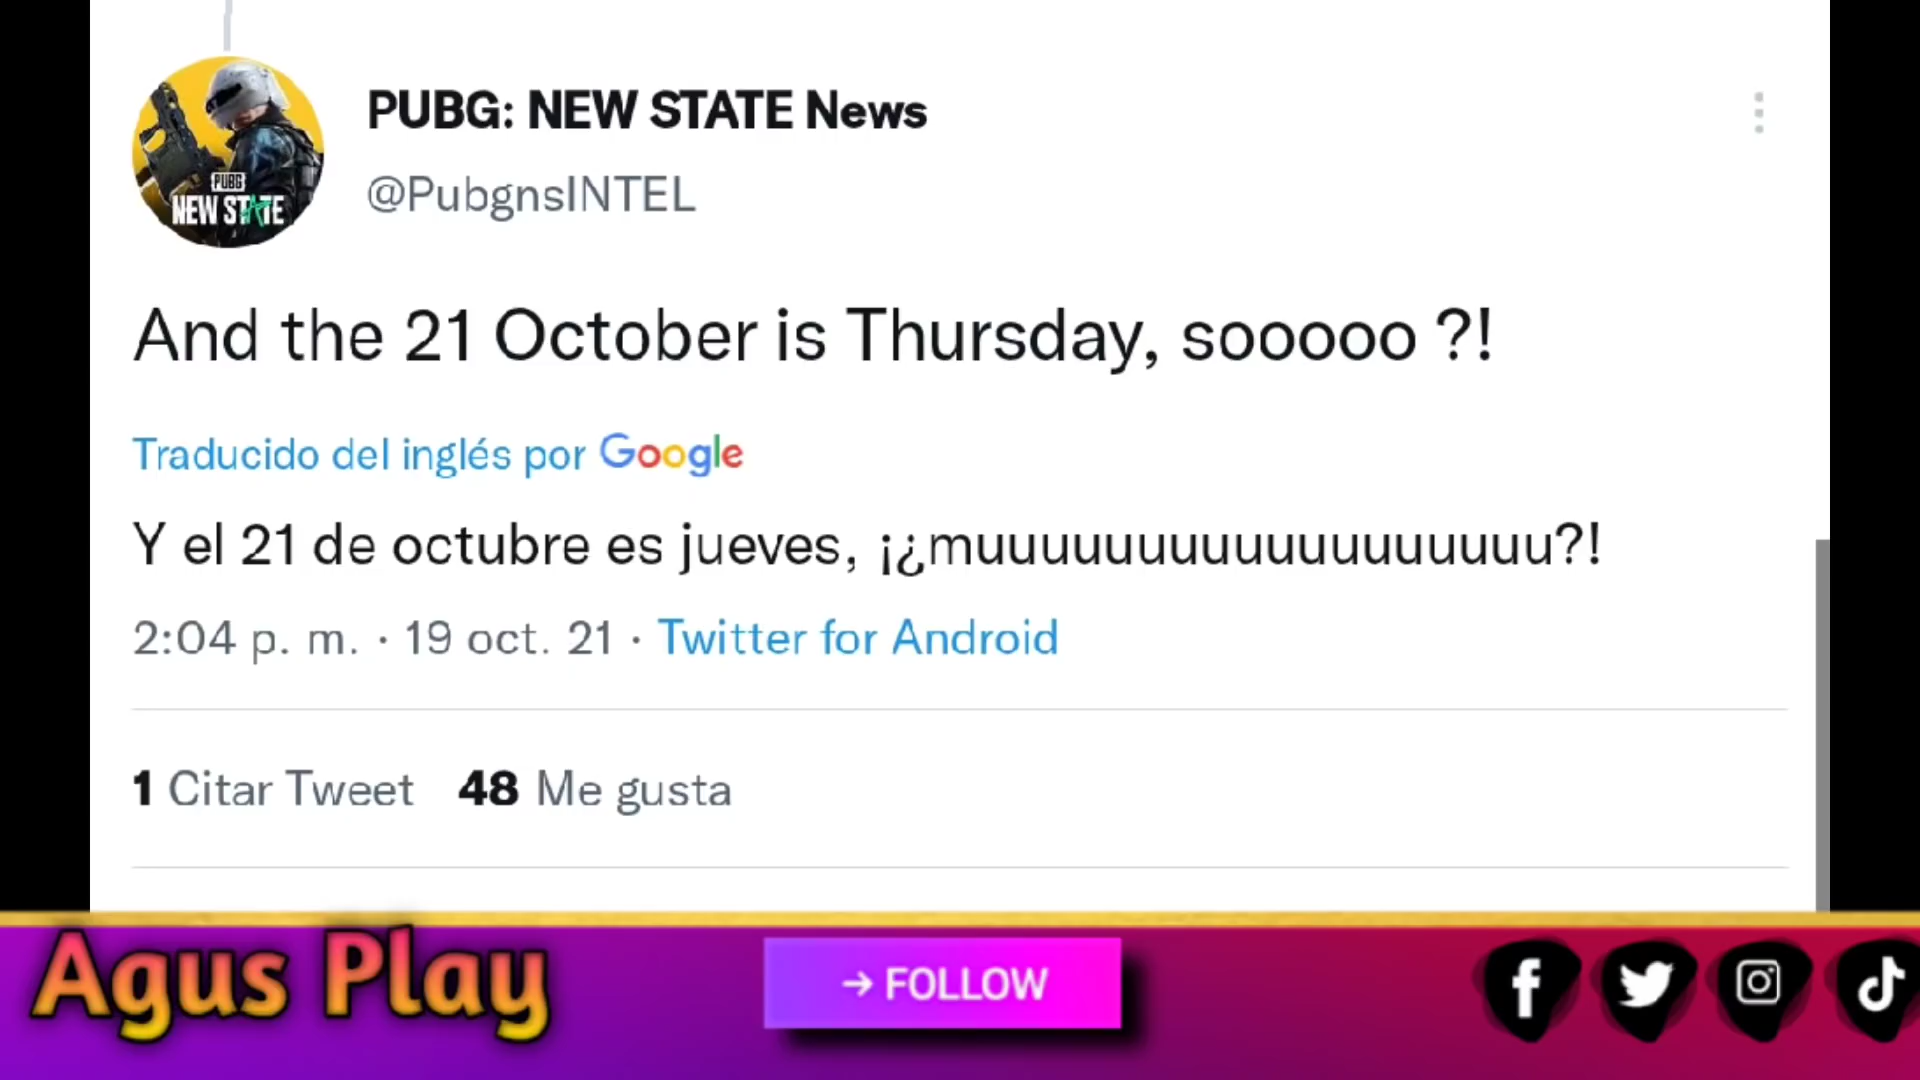 PUBG: NEW STATE News
@PubgnsINTEL
PUBG
NEW STATE
And the 21 October is Thursday, sooooo ?!
Traducido del inglés por Google
Y el 21 de octubre es jueves, ¡¿muuuuuuuuuuuuuuuuuu?!
2:04 p. m. · 19 oct. 21 · Twitter for Android
1 Citar Tweet 48 Me gusta
Agus Play
→ FOLLOW